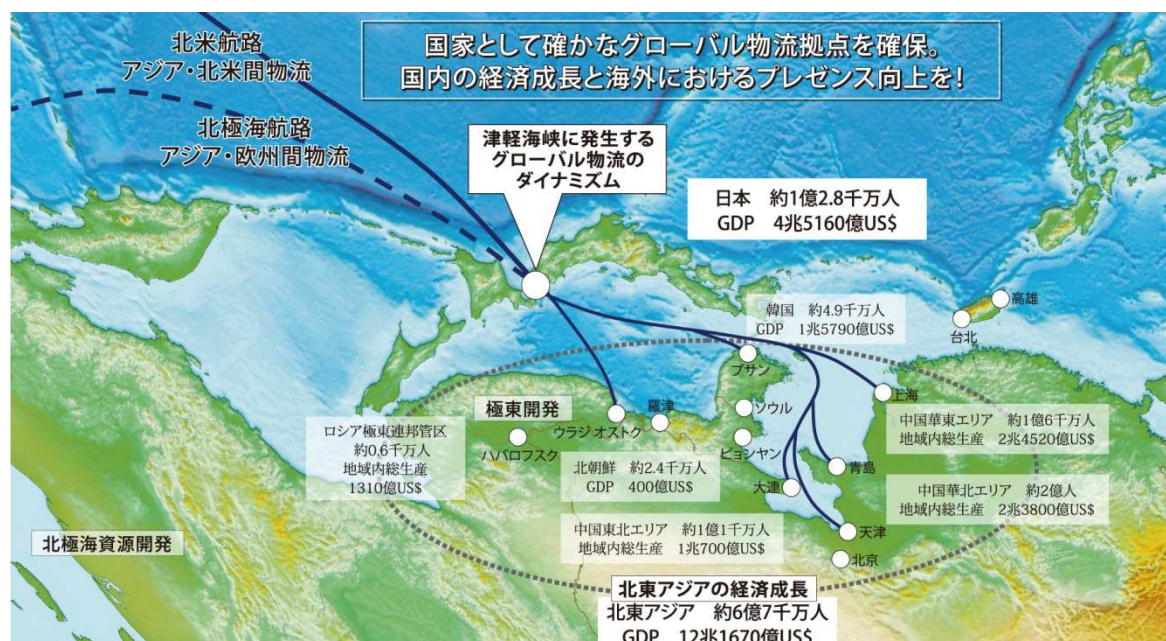 国家として確かなグローバル物流拠点を確保。
国内の経済成長と海外におけるプレゼンス向上を!
北米航路
アジア・北米間物流
北極海航路
アジア・欧州間物流
津軽海峡に発生する
グローバル物流の
ダイナミズム
日本 約1億2.8千万人
GDP 4兆5160億US$
韓国 約4.9千万人
GDP 1兆5790億US$
高雄
台北
プサン
上海
極東開発
羅津
ソウル
ウラジオストク
ハバロフスク
ピョンヤン
ロシア極東連邦管区
約0.6千万人
地域内総生産
1310億US$
中国華東エリア 約1億6千万人
地域内総生産 2兆4520億US$
北朝鮮 約2.4千万人
GDP 400億US$
青島
大連
中国華北エリア 約2億人
地域内総生産 2兆3800億US$
中国東北エリア 約1億1千万人
地域内総生産 1兆700億US$
天津
北京
北極海資源開発
北東アジアの経済成長
北東アジア 約6億7千万人
GDP 12兆1670億US$